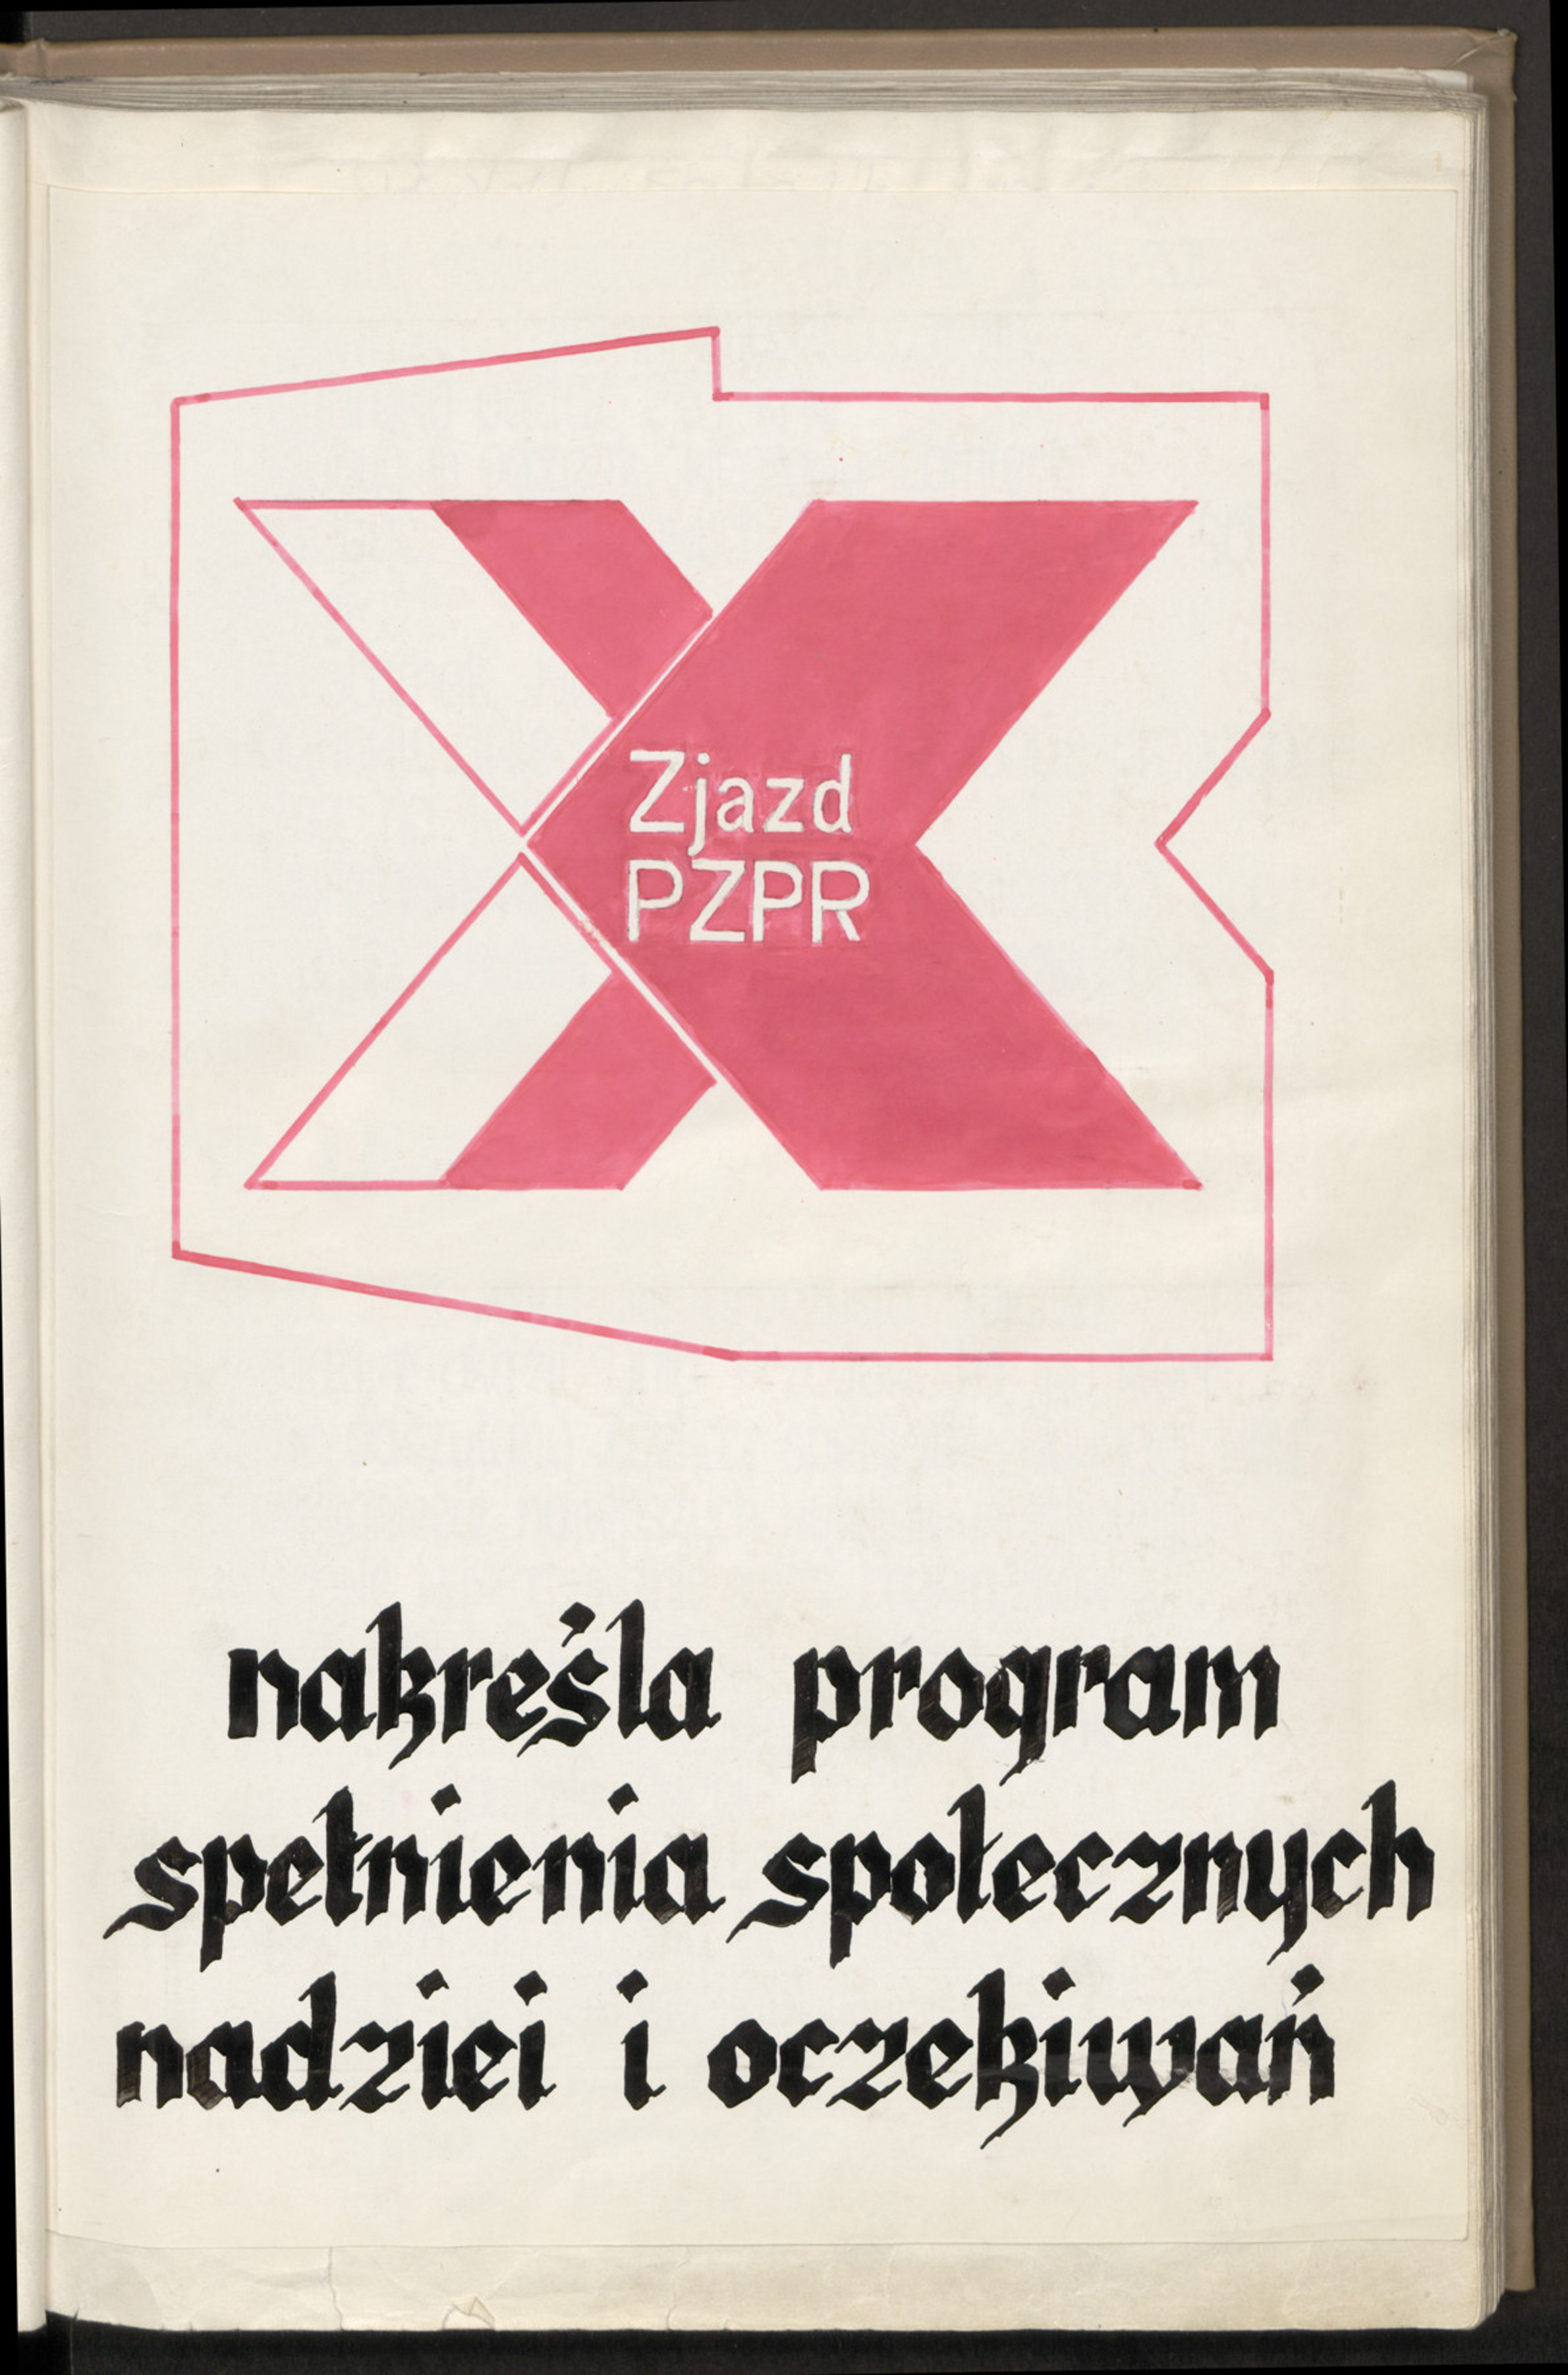 X
Zjazd
PZPR
nakreśla program
spełnienia społecznych
nadziei i oczekiwań